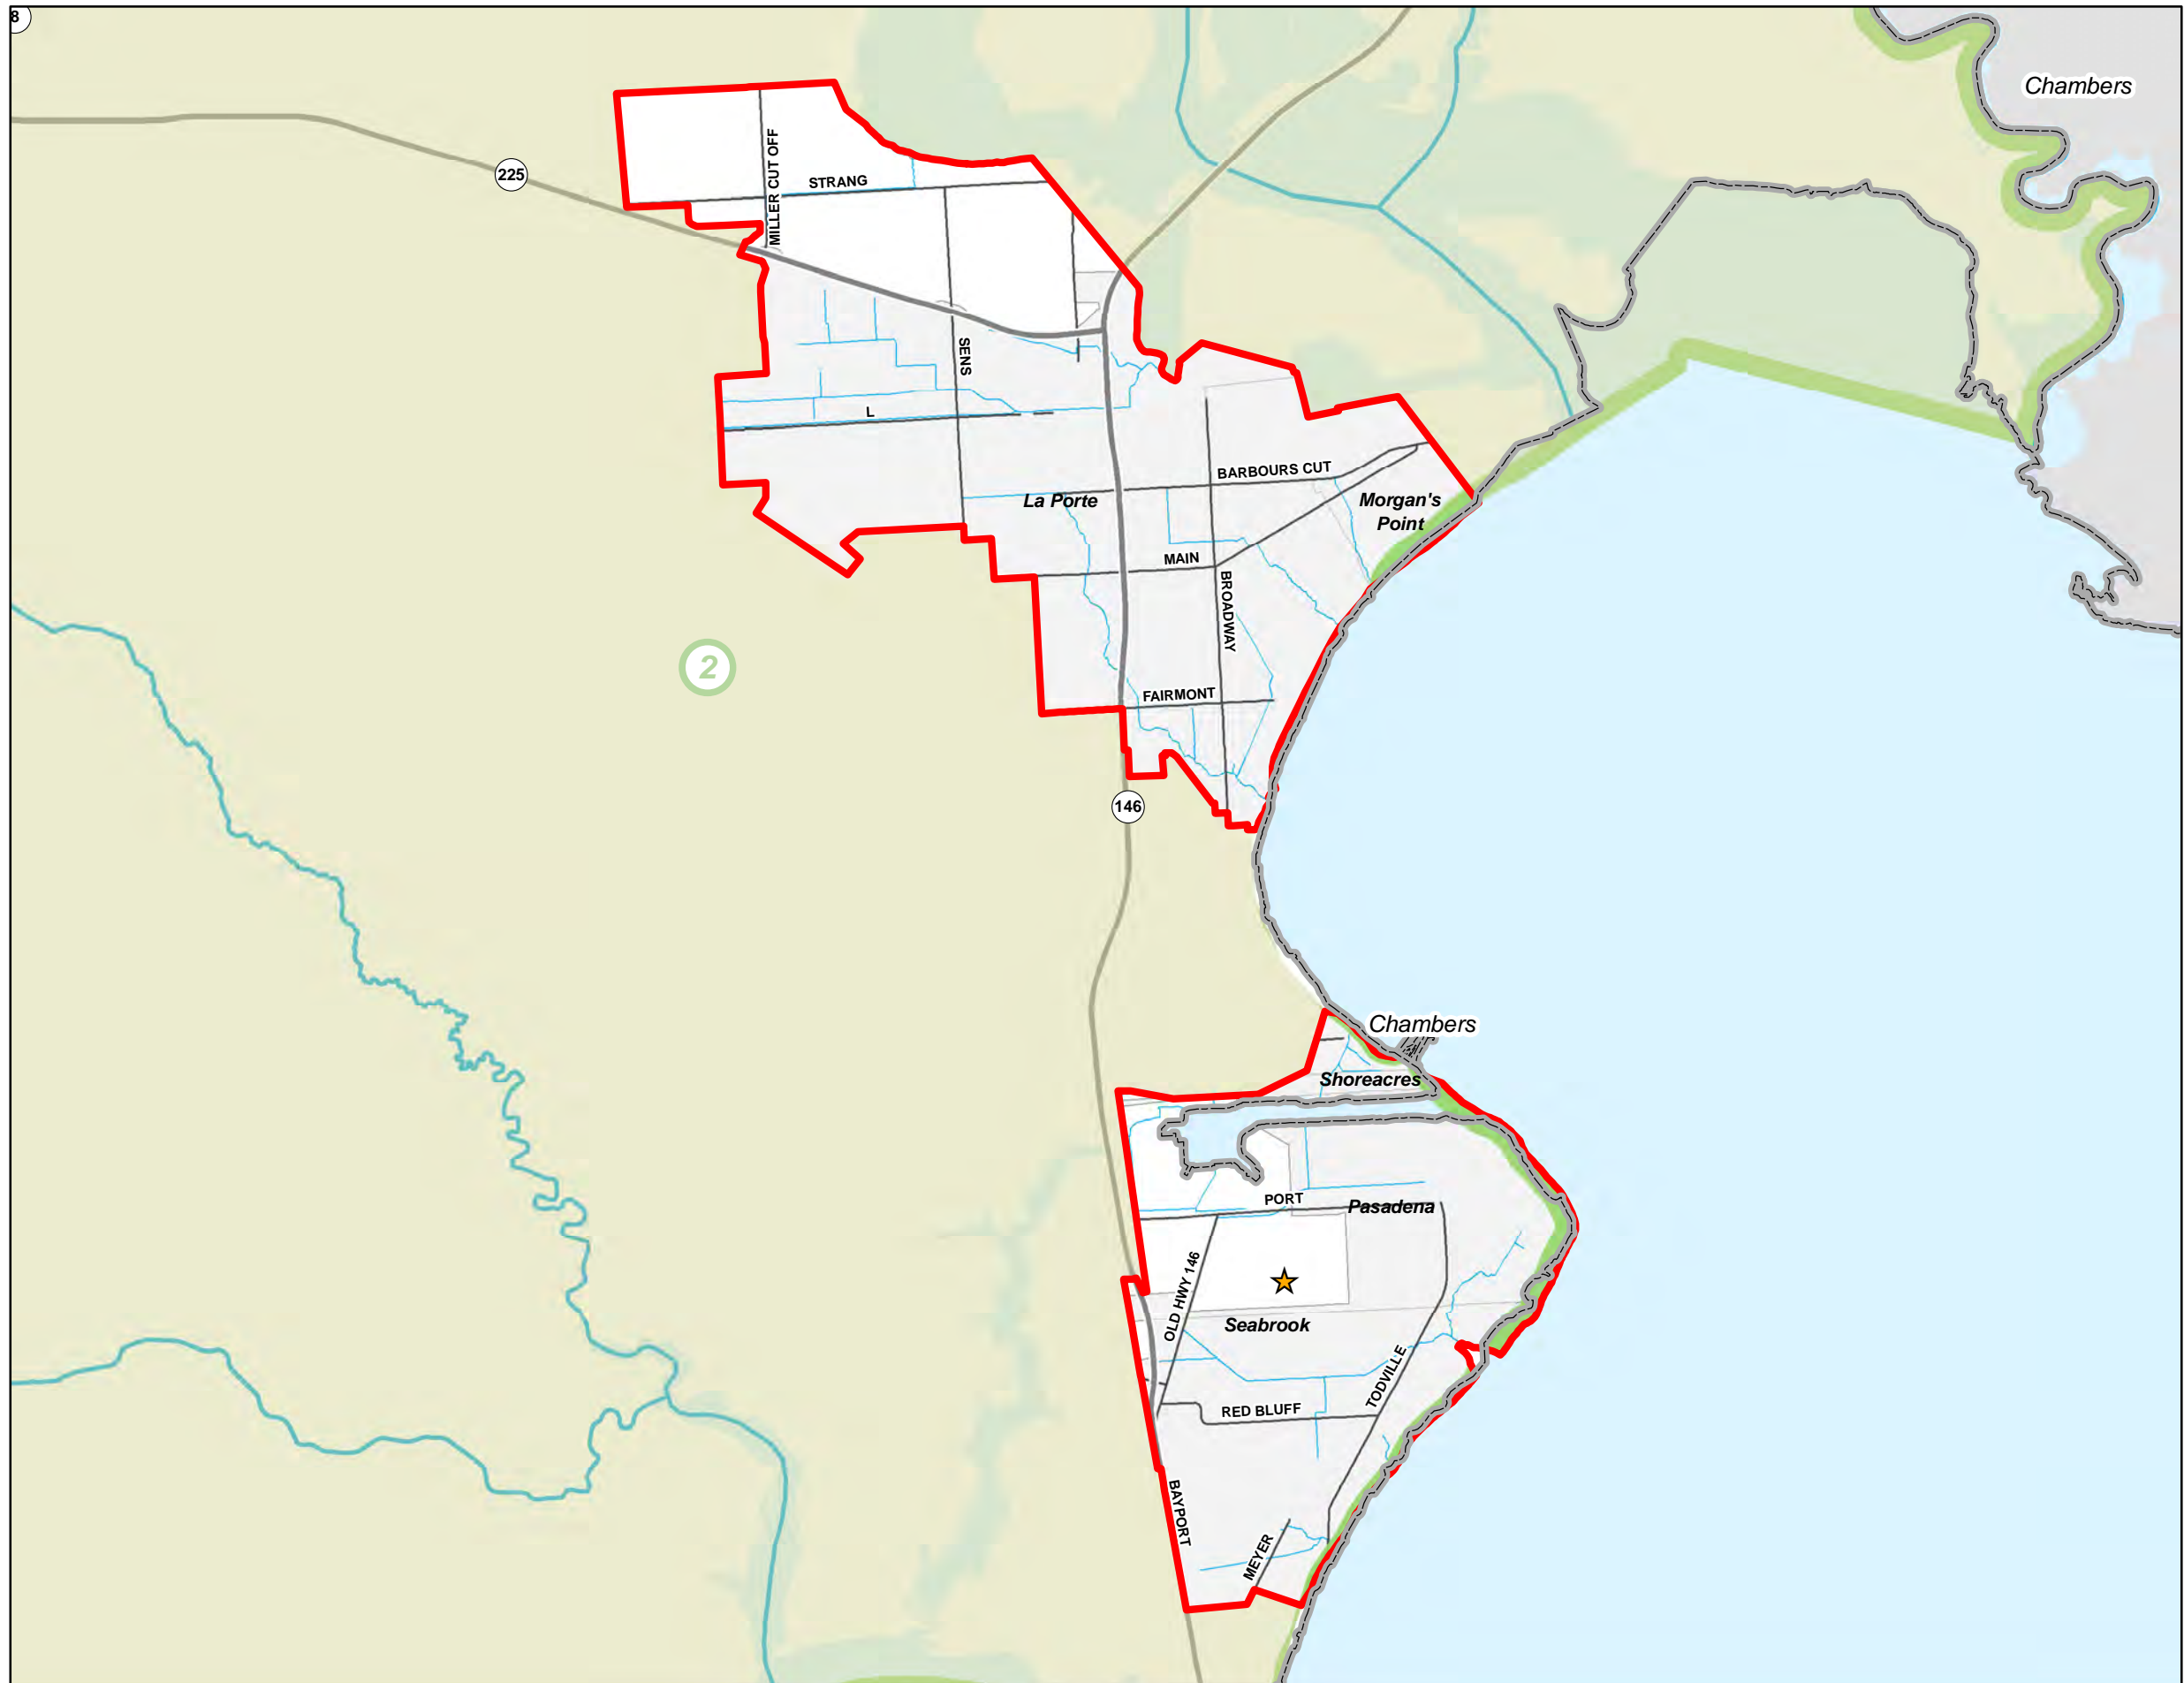 8
Chambers
225
MILLER CUT OFF
STRANG
SENS
L
BARBOURS CUT
La Porte
Morgan's
Point
MAIN
BROADWAY
2
FAIRMONT
146
Chambers
Shoreacres
PORT
Pasadena
OLD HWY 146
Seabrook
TODVILLE
RED BLUFF
BAYPORT
MEYER